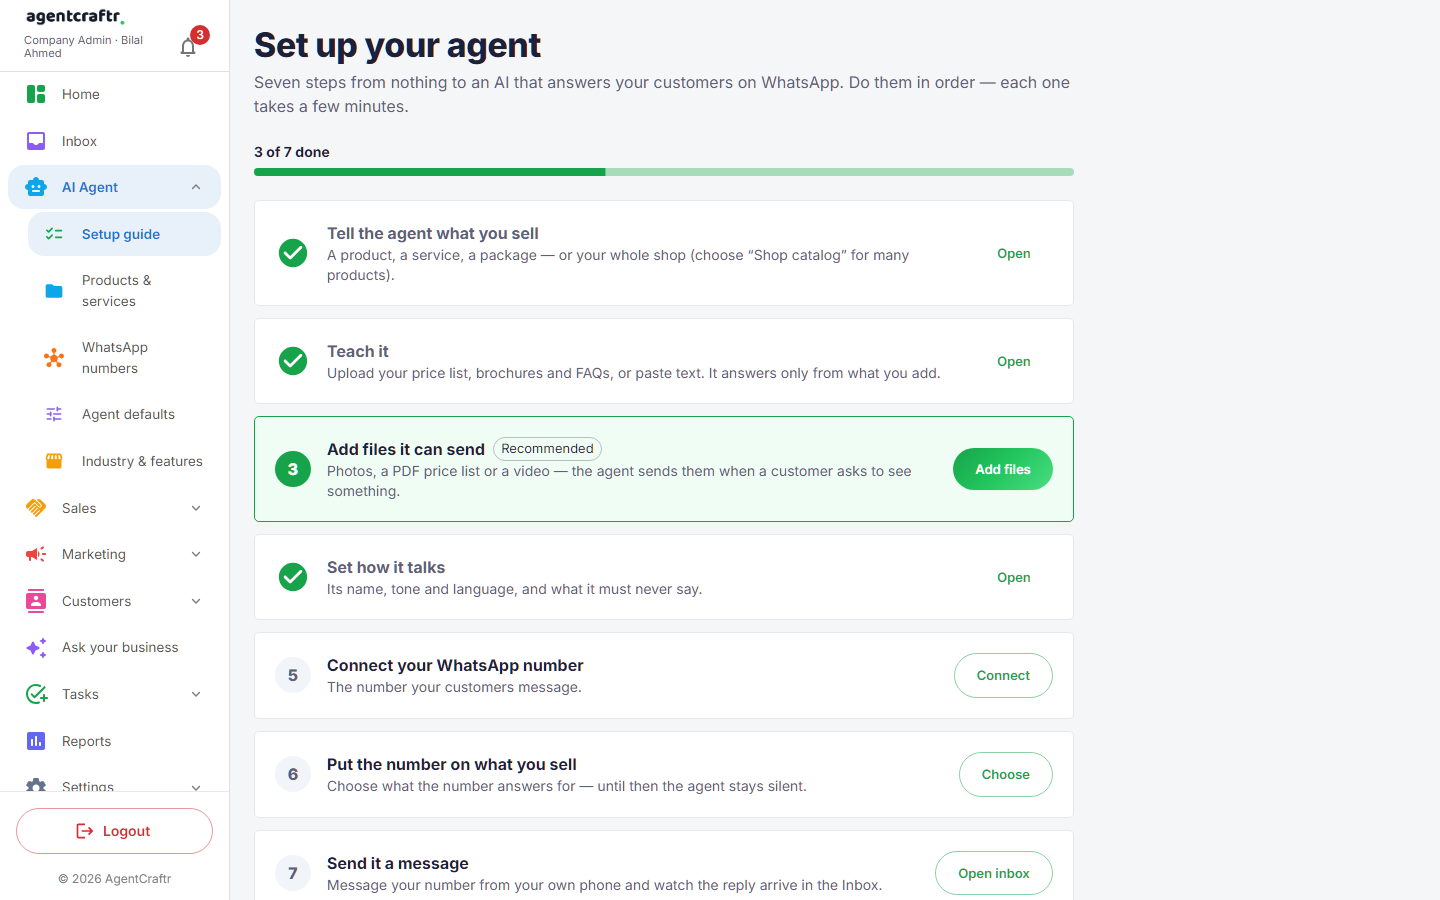 agentcraftr.
Company Admin · Bilal
Ahmed
3
Home
Inbox
AI Agent
Setup guide
Products &
services
WhatsApp
numbers
Agent defaults
Industry & features
Sales
Marketing
Customers
Ask your business
Tasks
Reports
Settings
Logout
© 2026 AgentCraftr
Set up your agent
Seven steps from nothing to an AI that answers your customers on WhatsApp. Do them in order — each one
takes a few minutes.
3 of 7 done
Tell the agent what you sell
A product, a service, a package — or your whole shop (choose “Shop catalog” for many
products).
Open
Teach it
Upload your price list, brochures and FAQs, or paste text. It answers only from what you add.
Open
3
Add files it can send Recommended
Photos, a PDF price list or a video — the agent sends them when a customer asks to see
something.
Add files
Set how it talks
Its name, tone and language, and what it must never say.
Open
5
Connect your WhatsApp number
The number your customers message.
Connect
6
Put the number on what you sell
Choose what the number answers for — until then the agent stays silent.
Choose
7
Send it a message
Message your number from your own phone and watch the reply arrive in the Inbox.
Open inbox